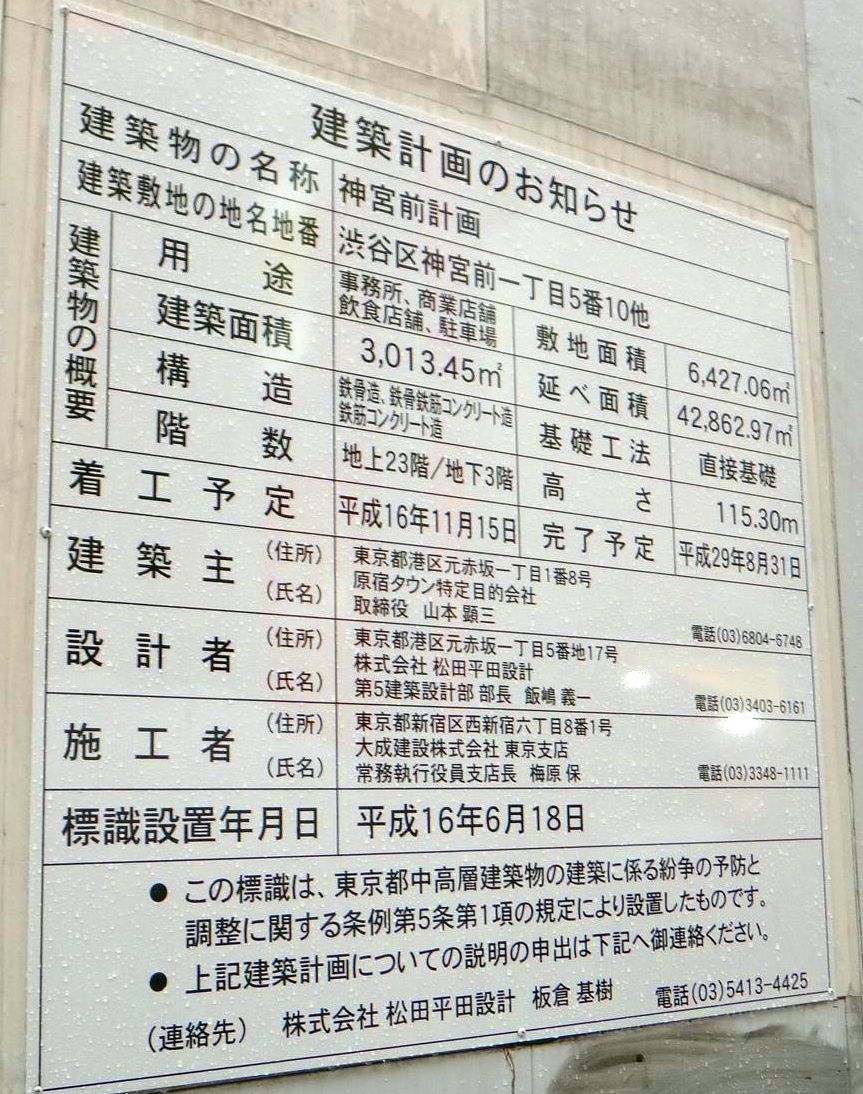 建築計画のお知らせ
建築物の名称 神宮前計画
建築敷地の地名地番 渋谷区神宮前一丁目5番10他
建築物の概要
用途 事務所、商業店舗
飲食店舗、駐車場
敷地面積 6,427.06㎡
建築面積 3,013.45㎡ 延べ面積 42,862.97㎡
構造 鉄骨造、鉄骨鉄筋コンクリート造
鉄筋コンクリート造
基礎工法 直接基礎
階数 地上23階/地下3階 高さ 115.30m
着工予定 平成16年11月15日 完了予定 平成29年8月31日
建築主 (住所) 東京都港区元赤坂一丁目1番8号
(氏名) 原宿タウン特定目的会社
取締役 山本 顕三 電話(03)6804-6748
設計者 (住所) 東京都港区元赤坂一丁目5番地17号
(氏名) 株式会社 松田平田設計
第5建築設計部 部長 飯嶋 義一 電話(03)3403-6161
施工者 (住所) 東京都新宿区西新宿六丁目8番1号
(氏名) 大成建設株式会社 東京支店
常務執行役員支店長 梅原 保 電話(03)3348-1111
標識設置年月日 平成16年6月18日
● この標識は、東京都中高層建築物の建築に係る紛争の予防と
調整に関する条例第5条第1項の規定により設置したものです。
● 上記建築計画についての説明の申出は下記へ御連絡ください。
(連絡先) 株式会社 松田平田設計 板倉 基樹 電話(03)5413-4425